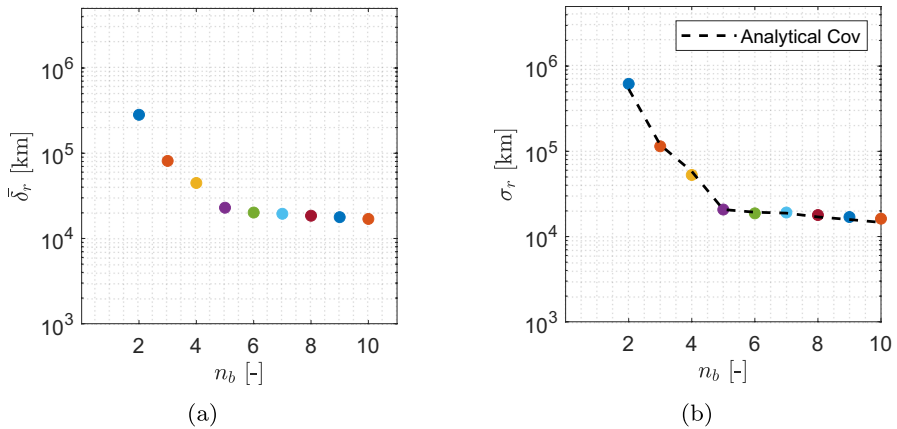 10^6
10^5
10^4
10^3
\bar{δ}_r [km]
2 4 6 8 10
n_b [-]
(a)
Analytical Cov
10^6
10^5
10^4
10^3
σ_r [km]
2 4 6 8 10
n_b [-]
(b)